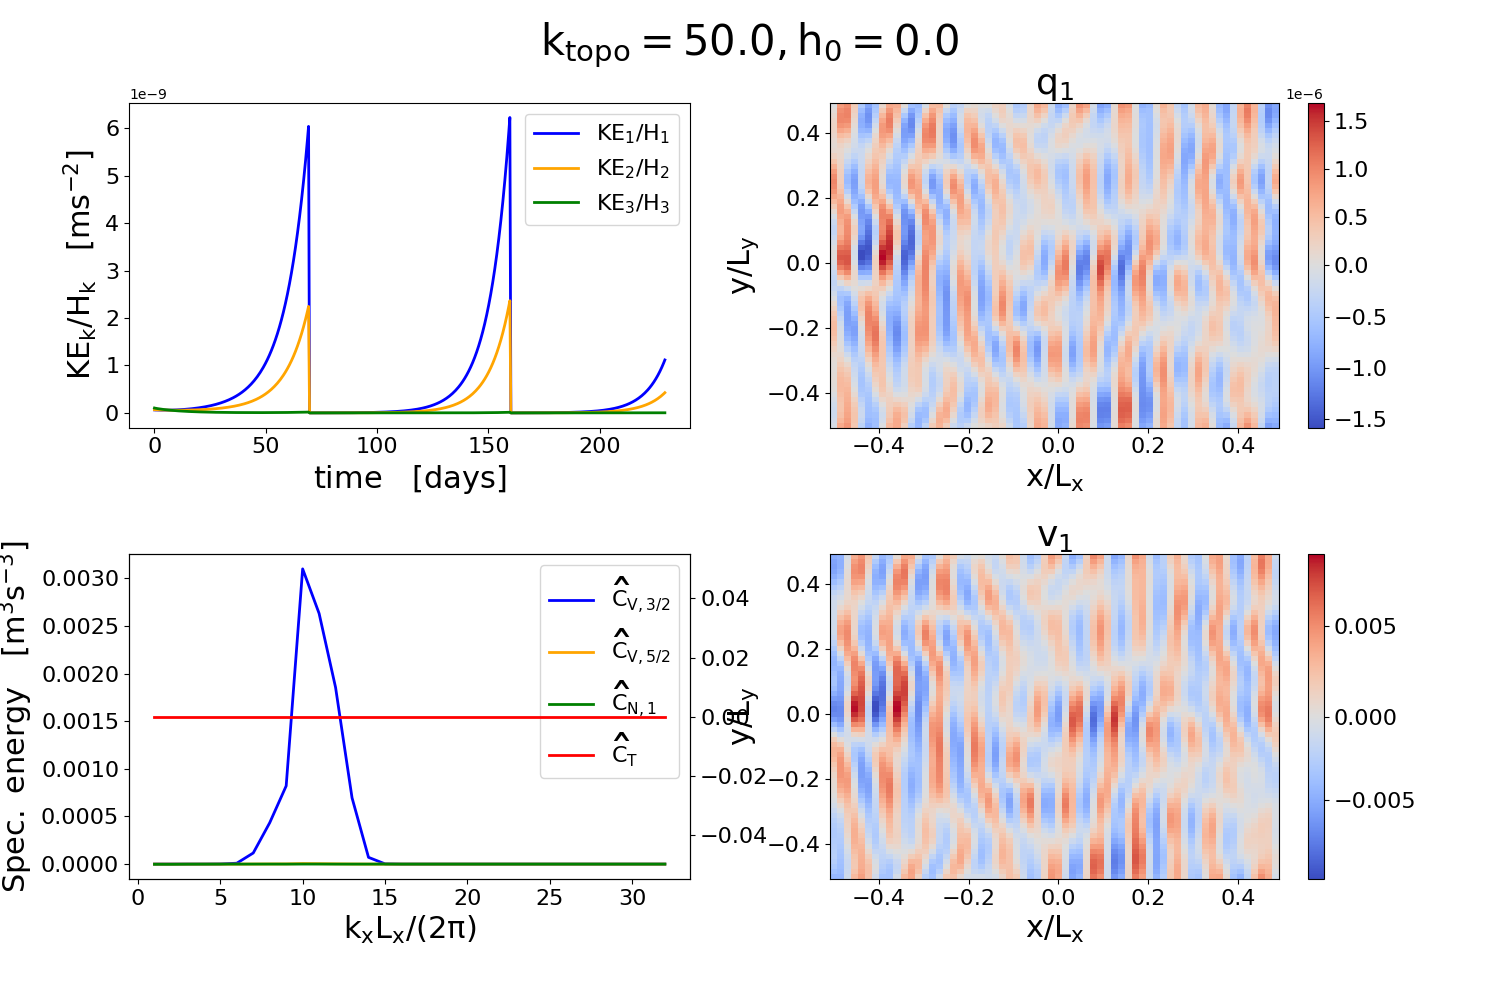 k_topo = 50.0, h_0 = 0.0
1e−9
KE_k/H_k [ms^−2]
6
5
4
3
2
1
0
KE_1/H_1
KE_2/H_2
KE_3/H_3
0 50 100 150 200
time [days]
q_1
1e−6
y/L_y
0.4
0.2
0.0
−0.2
−0.4
−0.4 −0.2 0.0 0.2 0.4
x/L_x
1.5
1.0
0.5
0.0
−0.5
−1.0
−1.5
Spec. energy [m^3s^−3]
0.0030
0.0025
0.0020
0.0015
0.0010
0.0005
0.0000
Ĉ_V, 3/2
Ĉ_V, 5/2
Ĉ_N, 1
Ĉ_T
0.04
0.02
0.00
−0.02
−0.04
0 5 10 15 20 25 30
k_xL_x/(2π)
v_1
y/L_y
0.4
0.2
0.0
−0.2
−0.4
−0.4 −0.2 0.0 0.2 0.4
x/L_x
0.005
0.000
−0.005